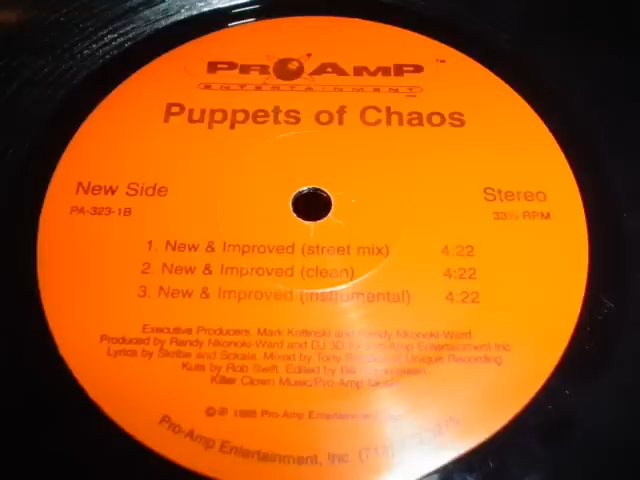 PROAMP™
ENTERTAINMENT
Puppets of Chaos
New Side
PA-323-1B
Stereo
33⅓ RPM
1. New & Improved (street mix) 4:22
2. New & Improved (clean) 4:22
3. New & Improved (instrumental) 4:22
Executive Producers, Mark and Randy Nkonoki-Ward
Produced by Randy Nkonoki-Ward and DJ 3D for Pro-Amp Entertainment Inc.
Lyrics by Skribe and Mixed by Tony Unique Recording
Kuts by Rob Swift. Edited by
Killer Clown Music/Pro-Amp Music
©℗ Pro-Amp Entertainment
Pro-Amp Entertainment, Inc.